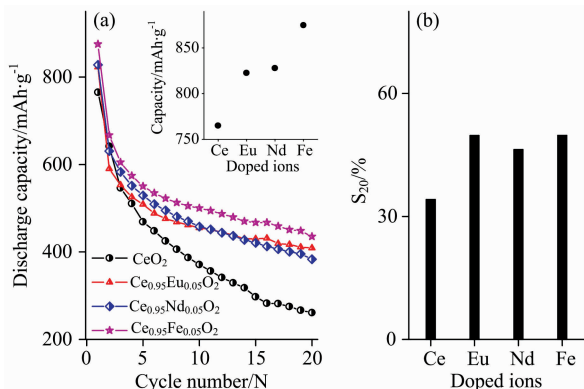 (a)
Discharge capacity/mAh·g⁻¹
800
600
400
200
0
5
10
15
20
Cycle number/N
CeO₂
Ce₀.₉₅Eu₀.₀₅O₂
Ce₀.₉₅Nd₀.₀₅O₂
Ce₀.₉₅Fe₀.₀₅O₂
Capacity/mAh·g⁻¹
850
800
750
Ce Eu Nd Fe
Doped ions
(b)
S₂₀/%
60
30
0
Ce Eu Nd Fe
Doped ions